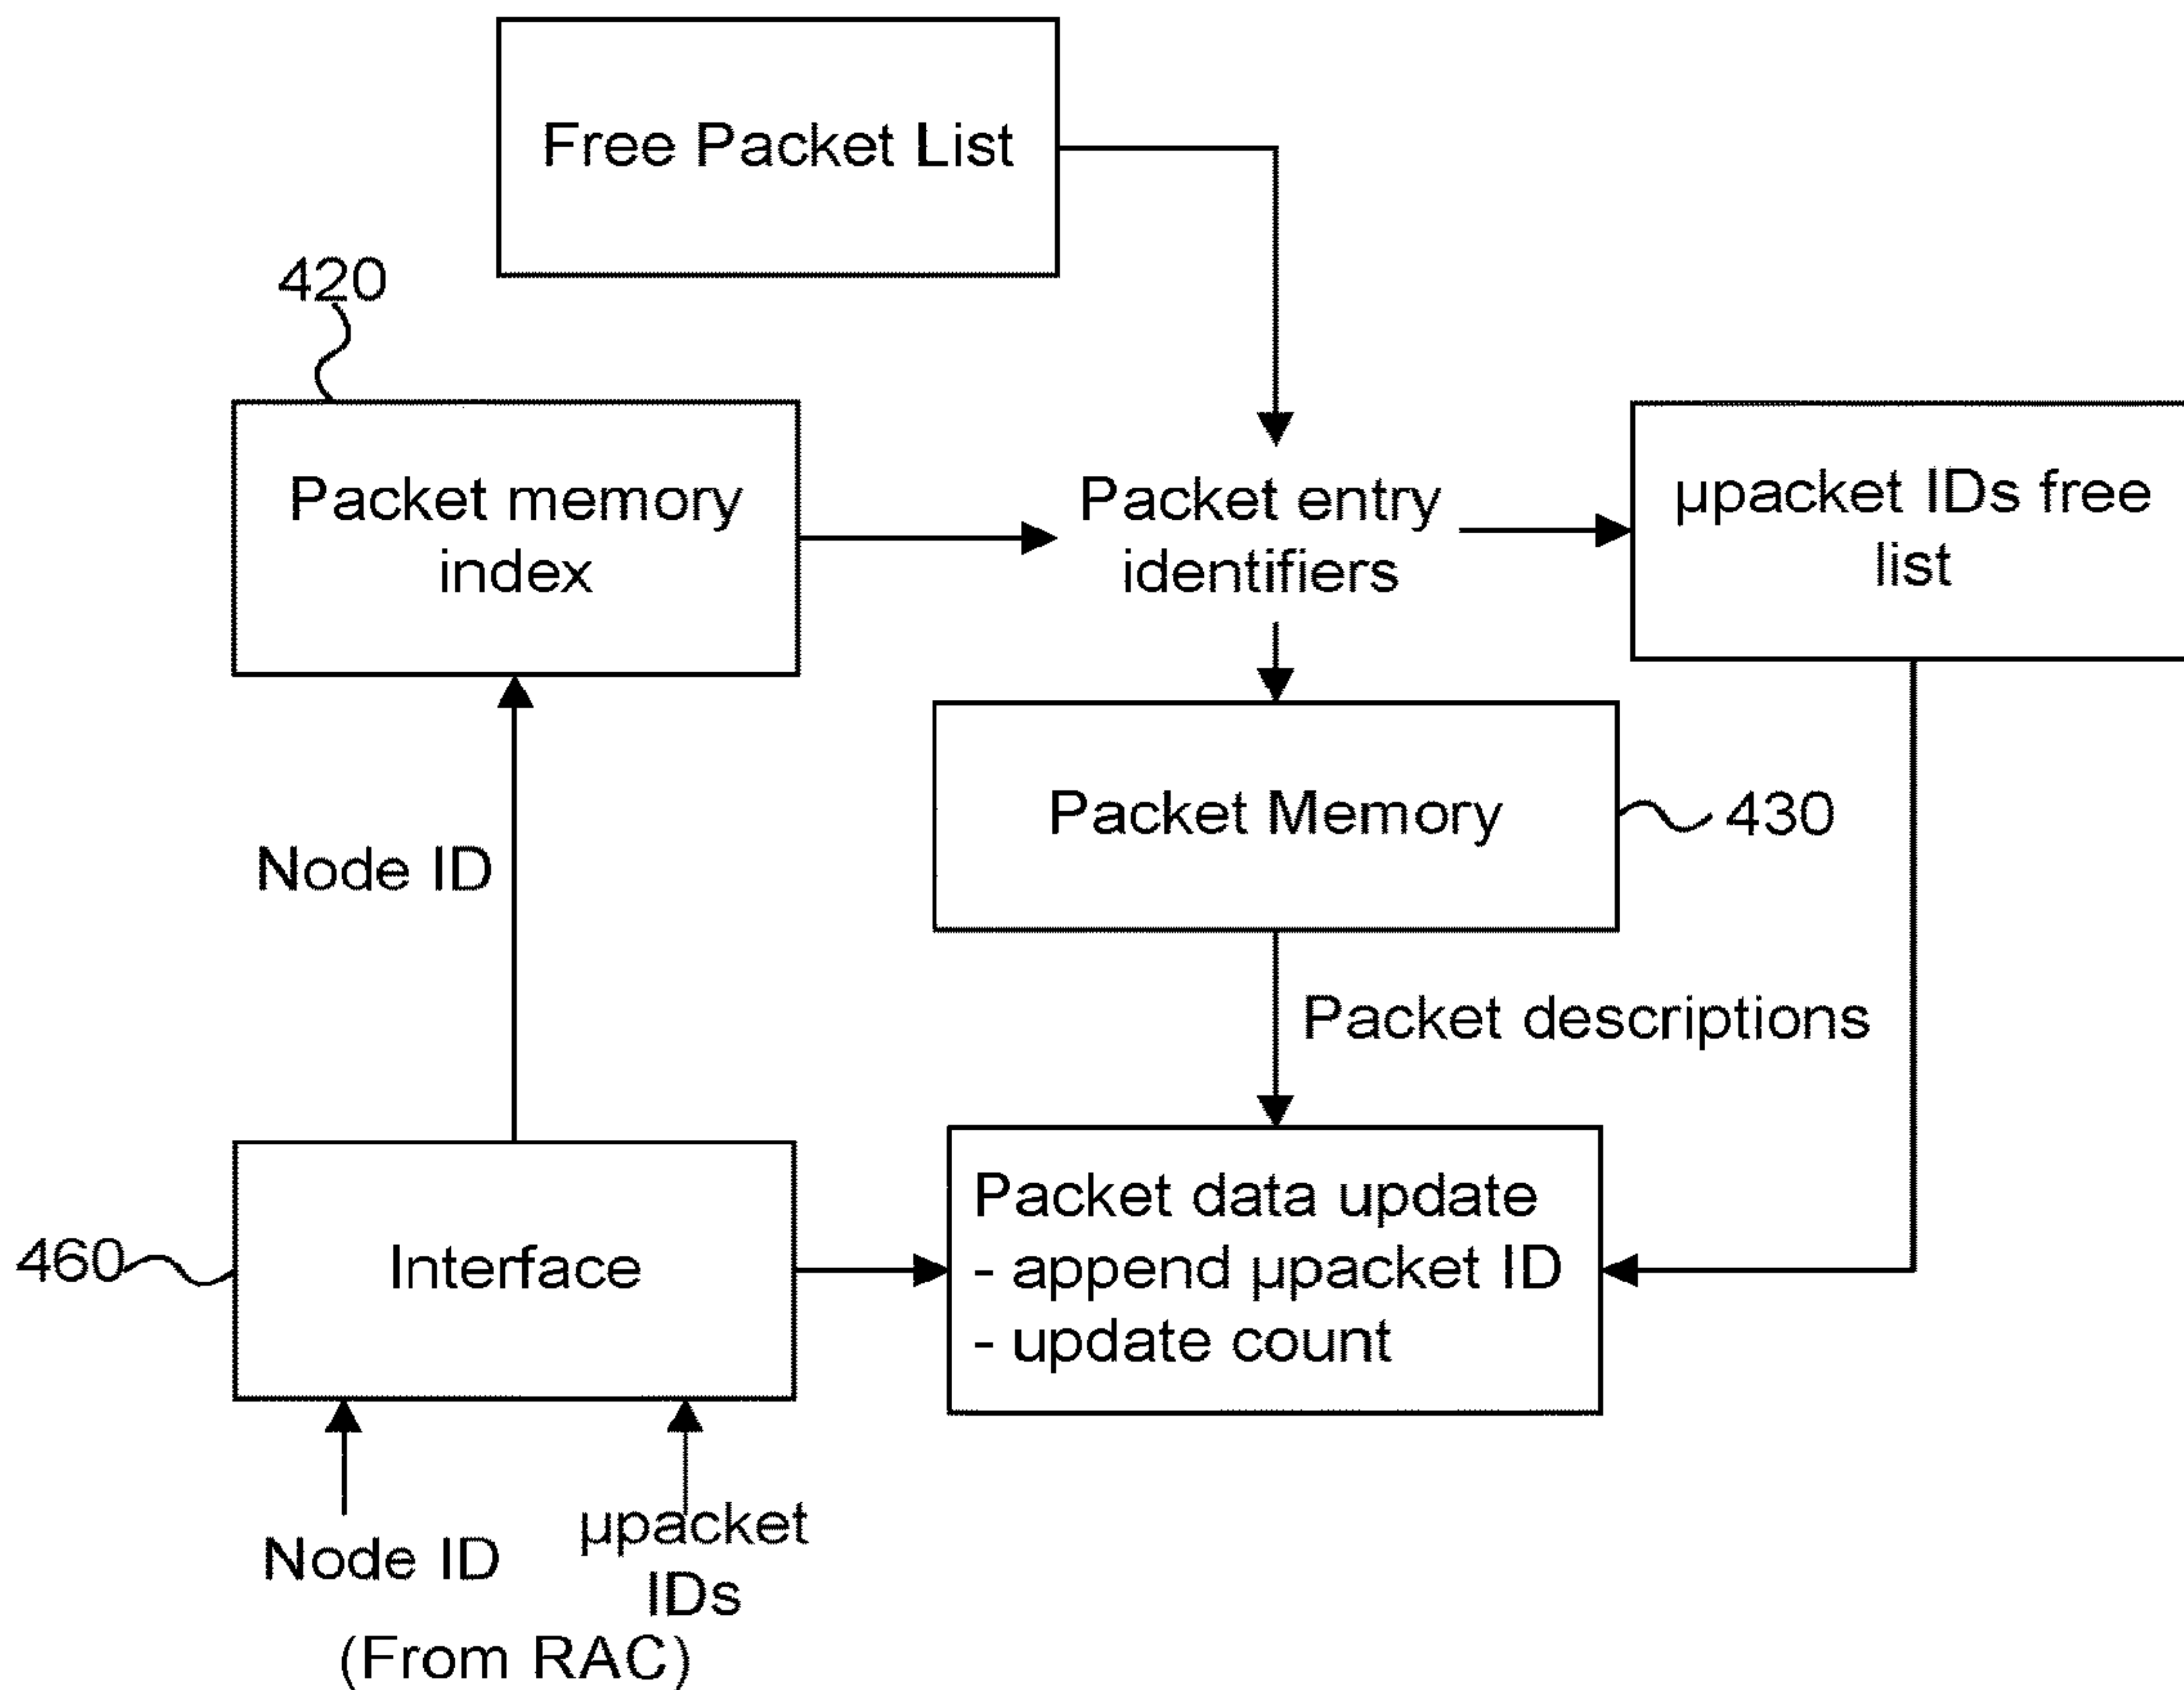 Free Packet List
420
Packet memory
index
Packet entry
identifiers
µpacket IDs free
list
Packet Memory
430
Node ID
Packet descriptions
460
Interface
Packet data update
- append µpacket ID
- update count
Node ID
µpacket
IDs
(From RAC)